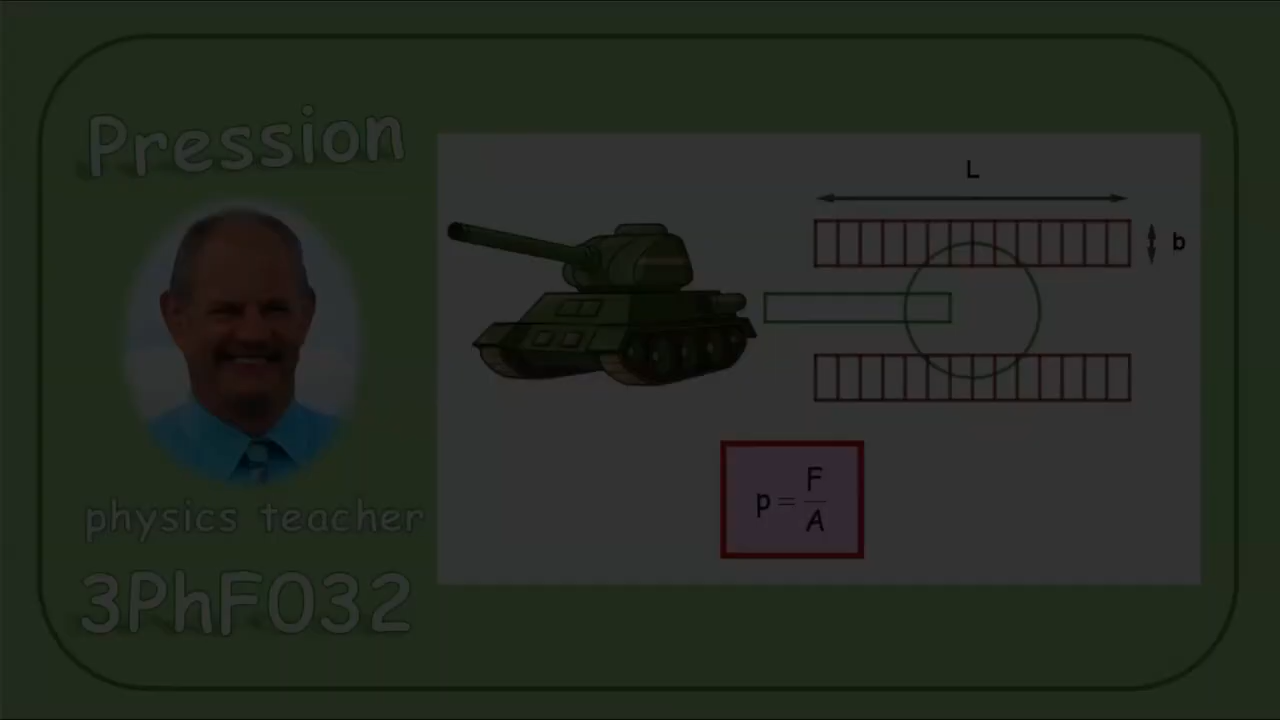 Pression
physics teacher
3PhF032
L
b
p = F/A